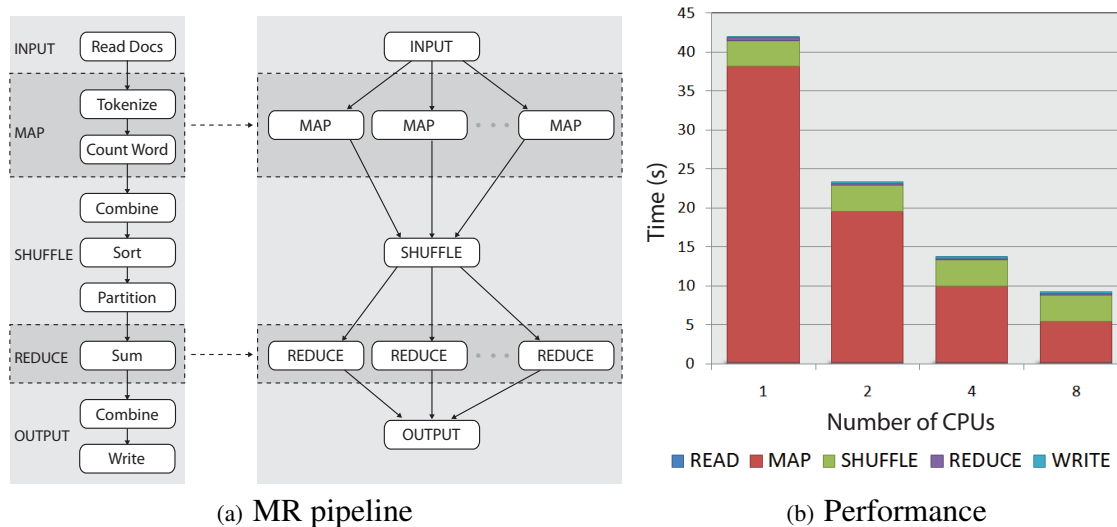 INPUT
Read Docs
MAP
Tokenize
Count Word
SHUFFLE
Combine
Sort
Partition
REDUCE
Sum
OUTPUT
Combine
Write
INPUT
MAP MAP MAP
SHUFFLE
REDUCE REDUCE REDUCE
OUTPUT
(a) MR pipeline
45
40
35
30
25
20
15
10
5
0
Time (s)
1 2 4 8
Number of CPUs
READ MAP SHUFFLE REDUCE WRITE
(b) Performance